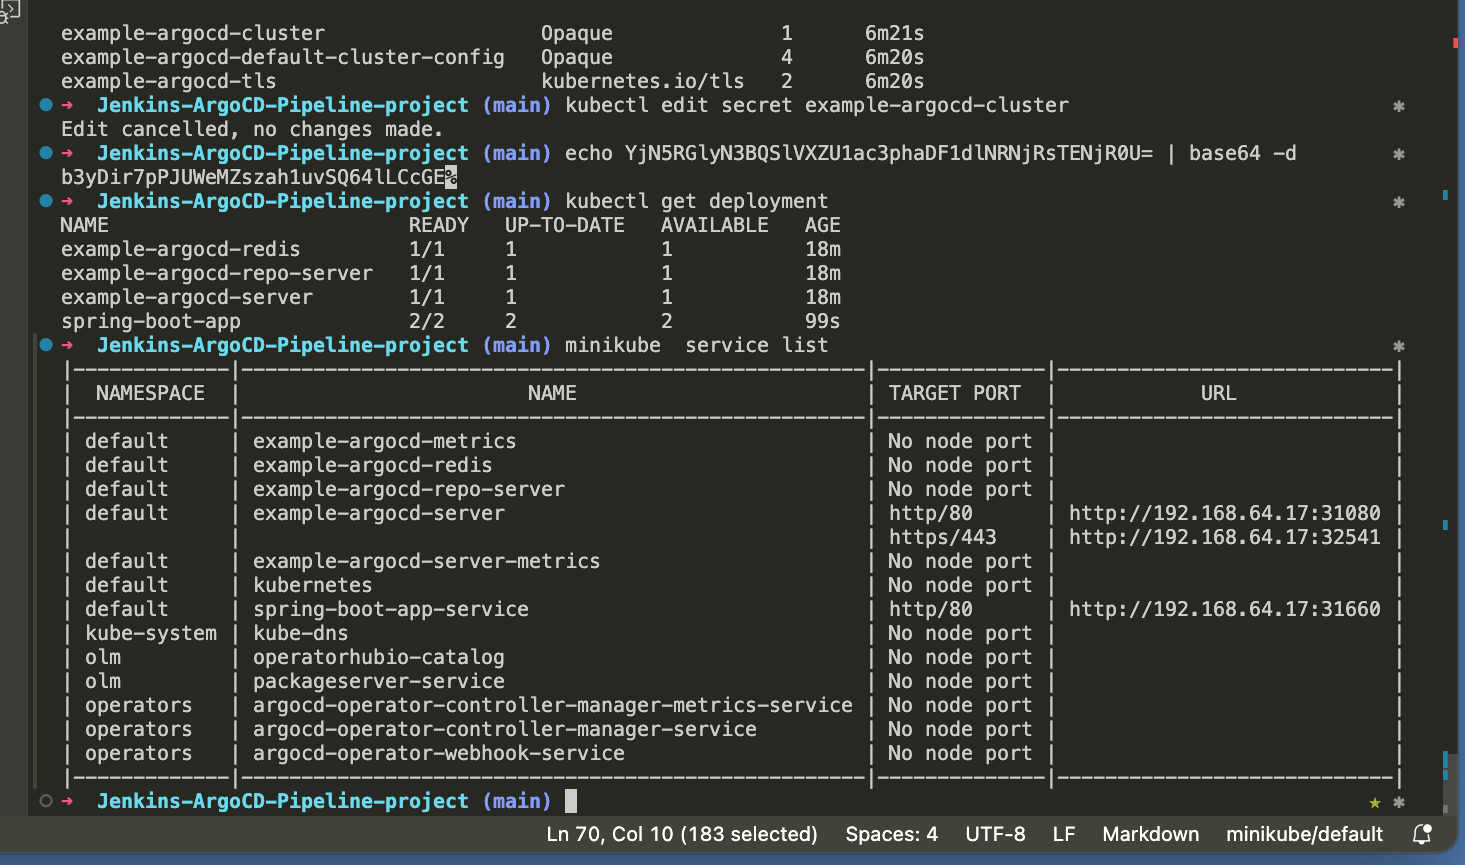 example-argocd-cluster Opaque 1 6m21s
example-argocd-default-cluster-config Opaque 4 6m20s
example-argocd-tls kubernetes.io/tls 2 6m20s
➜ Jenkins-ArgoCD-Pipeline-project (main) kubectl edit secret example-argocd-cluster
Edit cancelled, no changes made.
➜ Jenkins-ArgoCD-Pipeline-project (main) echo YjN5RGlyN3BQSlVXZU1ac3phaDF1dlNRNjRsTENjR0U= | base64 -d
b3yDir7pPJUWeMZszah1uvSQ64lLCcGE%
➜ Jenkins-ArgoCD-Pipeline-project (main) kubectl get deployment
NAME READY UP-TO-DATE AVAILABLE AGE
example-argocd-redis 1/1 1 1 18m
example-argocd-repo-server 1/1 1 1 18m
example-argocd-server 1/1 1 1 18m
spring-boot-app 2/2 2 2 99s
➜ Jenkins-ArgoCD-Pipeline-project (main) minikube  service list
|-------------|----------------------------------------------------|--------------|----------------------------|
| NAMESPACE | NAME | TARGET PORT | URL |
|-------------|----------------------------------------------------|--------------|----------------------------|
| default | example-argocd-metrics | No node port | |
| default | example-argocd-redis | No node port | |
| default | example-argocd-repo-server | No node port | |
| default | example-argocd-server | http/80 | http://192.168.64.17:31080 |
| | | https/443 | http://192.168.64.17:32541 |
| default | example-argocd-server-metrics | No node port | |
| default | kubernetes | No node port | |
| default | spring-boot-app-service | http/80 | http://192.168.64.17:31660 |
| kube-system | kube-dns | No node port | |
| olm | operatorhubio-catalog | No node port | |
| olm | packageserver-service | No node port | |
| operators | argocd-operator-controller-manager-metrics-service | No node port | |
| operators | argocd-operator-controller-manager-service | No node port | |
| operators | argocd-operator-webhook-service | No node port | |
|-------------|----------------------------------------------------|--------------|----------------------------|
➜ Jenkins-ArgoCD-Pipeline-project (main)
Ln 70, Col 10 (183 selected) Spaces: 4 UTF-8 LF Markdown minikube/default